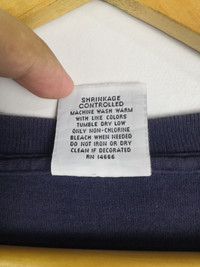 SHRINKAGE
CONTROLLED
MACHINE WASH WARM
WITH LIKE COLORS
TUMBLE DRY LOW
ONLY NON-CHLORINE
BLEACH WHEN NEEDED
DO NOT IRON OR DRY
CLEAN IF DECORATED
RN 14666